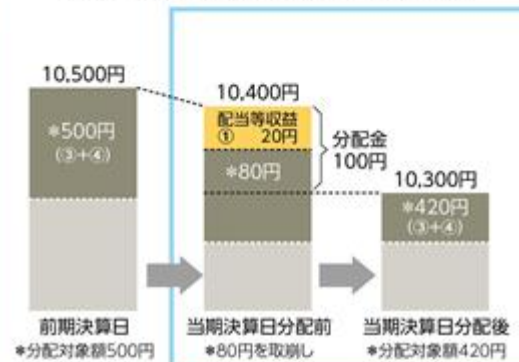 10,500円
*500円
(③+④)
10,400円
配当等収益
① 20円
*80円
分配金
100円
10,300円
*420円
(③+④)
前期決算日
*分配対象額500円
当期決算日分配前
*80円を取崩し
当期決算日分配後
*分配対象額420円